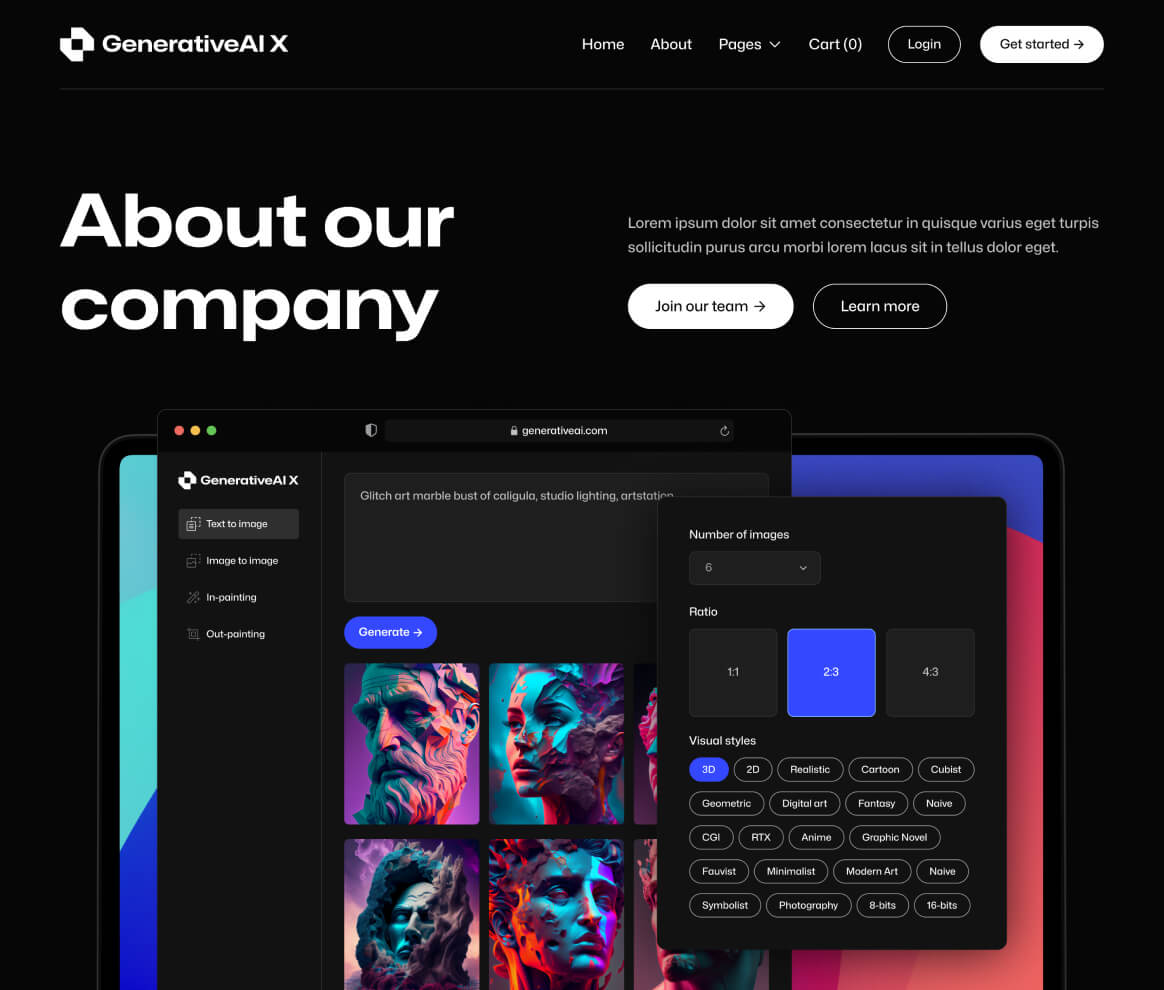 GenerativeAI X
Home About Pages Cart (0) Login Get started →
About our
company
Lorem ipsum dolor sit amet consectetur in quisque varius eget turpis
sollicitudin purus arcu morbi lorem lacus sit in tellus dolor eget.
Join our team → Learn more
generativeai.com
GenerativeAI X
Text to image
Image to image
In-painting
Out-painting
Glitch art marble bust of caligula, studio lighting, artstation
Generate →
Number of images
6
Ratio
1:1 2:3 4:3
Visual styles
3D 2D Realistic Cartoon Cubist
Geometric Digital art Fantasy Naive
CGI RTX Anime Graphic Novel
Fauvist Minimalist Modern Art Naive
Symbolist Photography 8-bits 16-bits